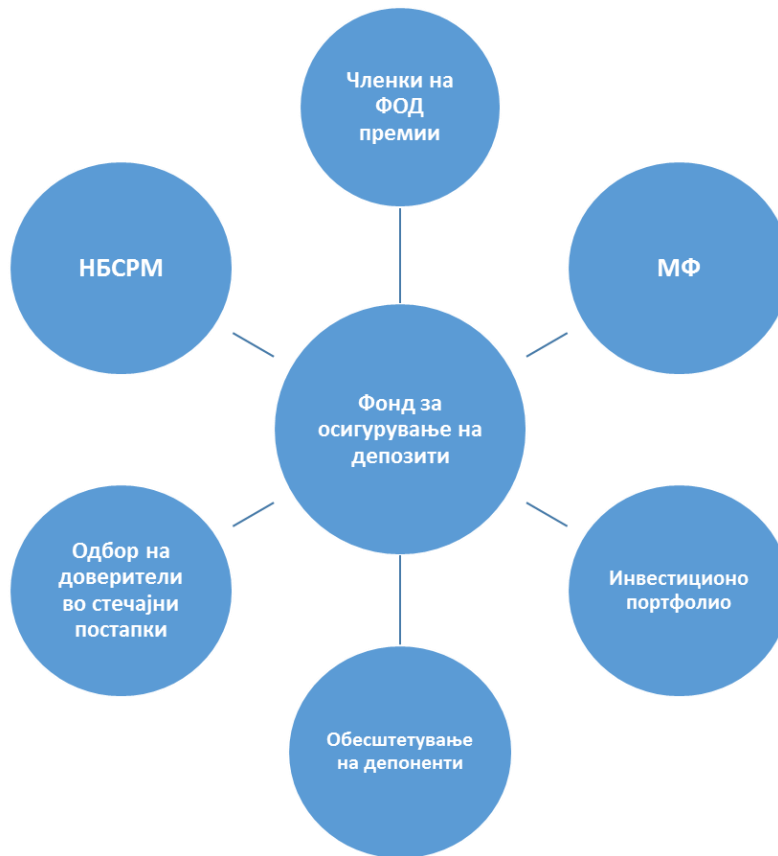 Членки на
ФОД
премии
НБСРМ
МФ
Фонд за
осигурување на
депозити
Одбор на
доверители
во стечајни
постапки
Инвестиционо
портфолио
Обесштетување
на депоненти